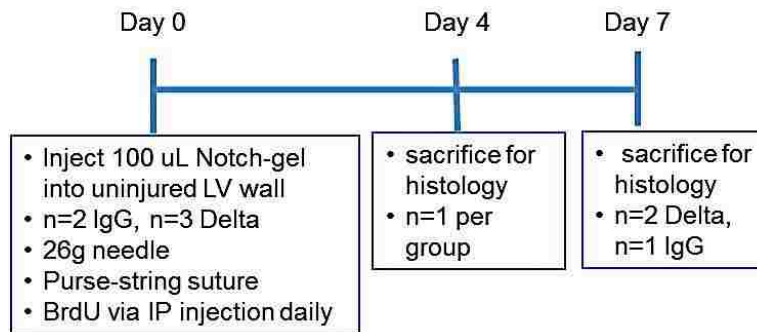 Day 0
Day 4
Day 7
• Inject 100 uL Notch-gel
into uninjured LV wall
• n=2 IgG, n=3 Delta
• 26g needle
• Purse-string suture
• BrdU via IP injection daily
• sacrifice for
histology
• n=1 per
group
• sacrifice for
histology
• n=2 Delta,
n=1 IgG